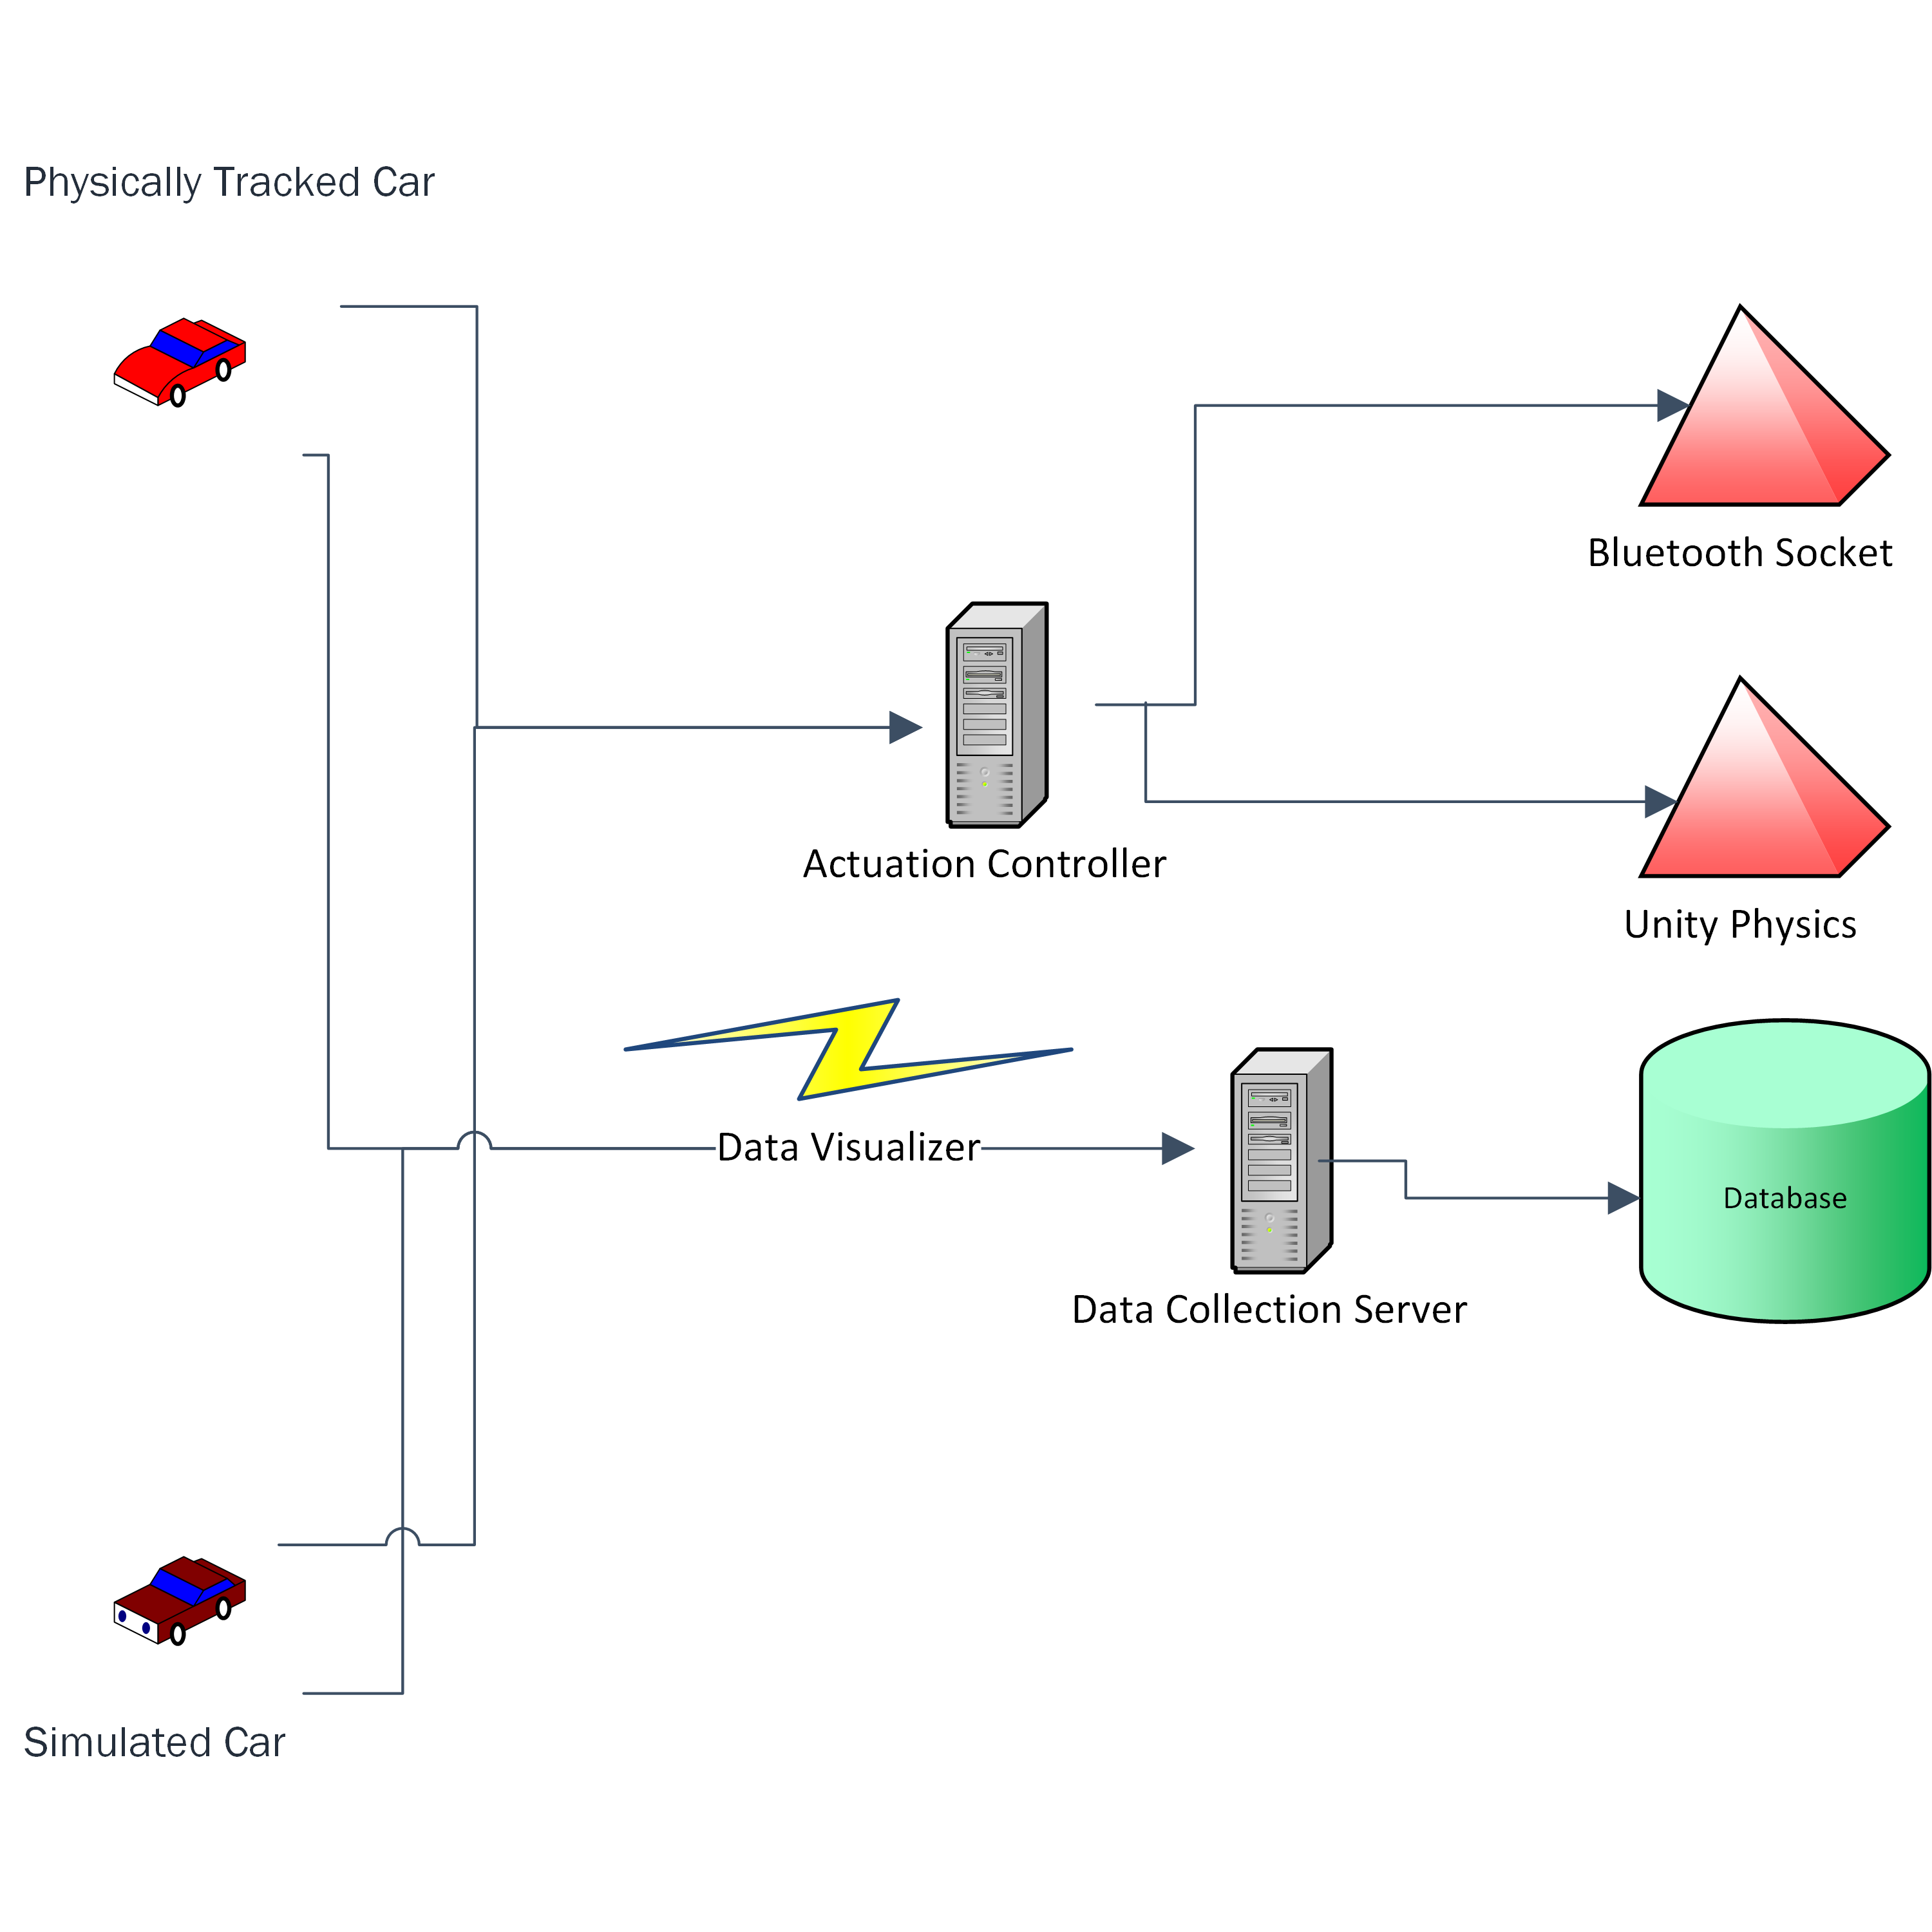 Physically Tracked Car
Bluetooth Socket
Actuation Controller
Unity Physics
Data Visualizer
Database
Data Collection Server
Simulated Car